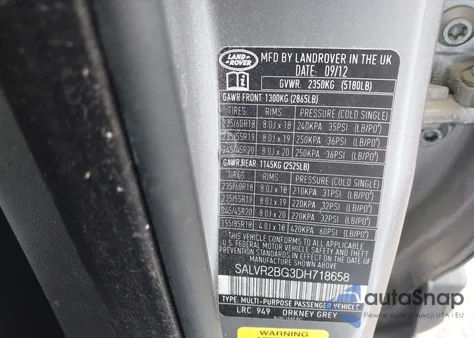 LAND
ROVER
MFD BY LANDROVER IN THE UK
DATE: 09/12
GVWR: 2350KG (5180LB)
GAWR FRONT: 1300KG (2865LB)
TIRES RIMS PRESSURE (COLD SINGLE)
235/60R18 8.0J x 18 240KPA 35PSI (LB/PO²)
235/55R19 8.0J x 19 250KPA 36PSI (LB/PO²)
245/45R20 8.0J x 20 250KPA 36PSI (LB/PO²)
GAWR REAR: 1145KG (2525LB)
TIRES RIMS PRESSURE (COLD SINGLE)
235/60R18 8.0J x 18 210KPA 31PSI (LB/PO²)
235/55R19 8.0J x 19 220KPA 32PSI (LB/PO²)
245/45R20 8.0J x 20 220KPA 32PSI (LB/PO²)
155/85R18 4.0J x 18 420KPA 60PSI (LB/PO²)
THIS VEHICLE CONFORMS TO ALL APPLICABLE
U.S. FEDERAL MOTOR VEHICLE SAFETY AND THEFT
PREVENTION STANDARDS IN EFFECT ON THE DATE OF
MANUFACTURE SHOWN ABOVE
SALVR2BG3DH718658
TYPE: MULTI-PURPOSE PASSENGER VEHICLE
LRC: 949 ORKNEY GREY
WARNING
autoSnap
Pewne auta z USA i EU